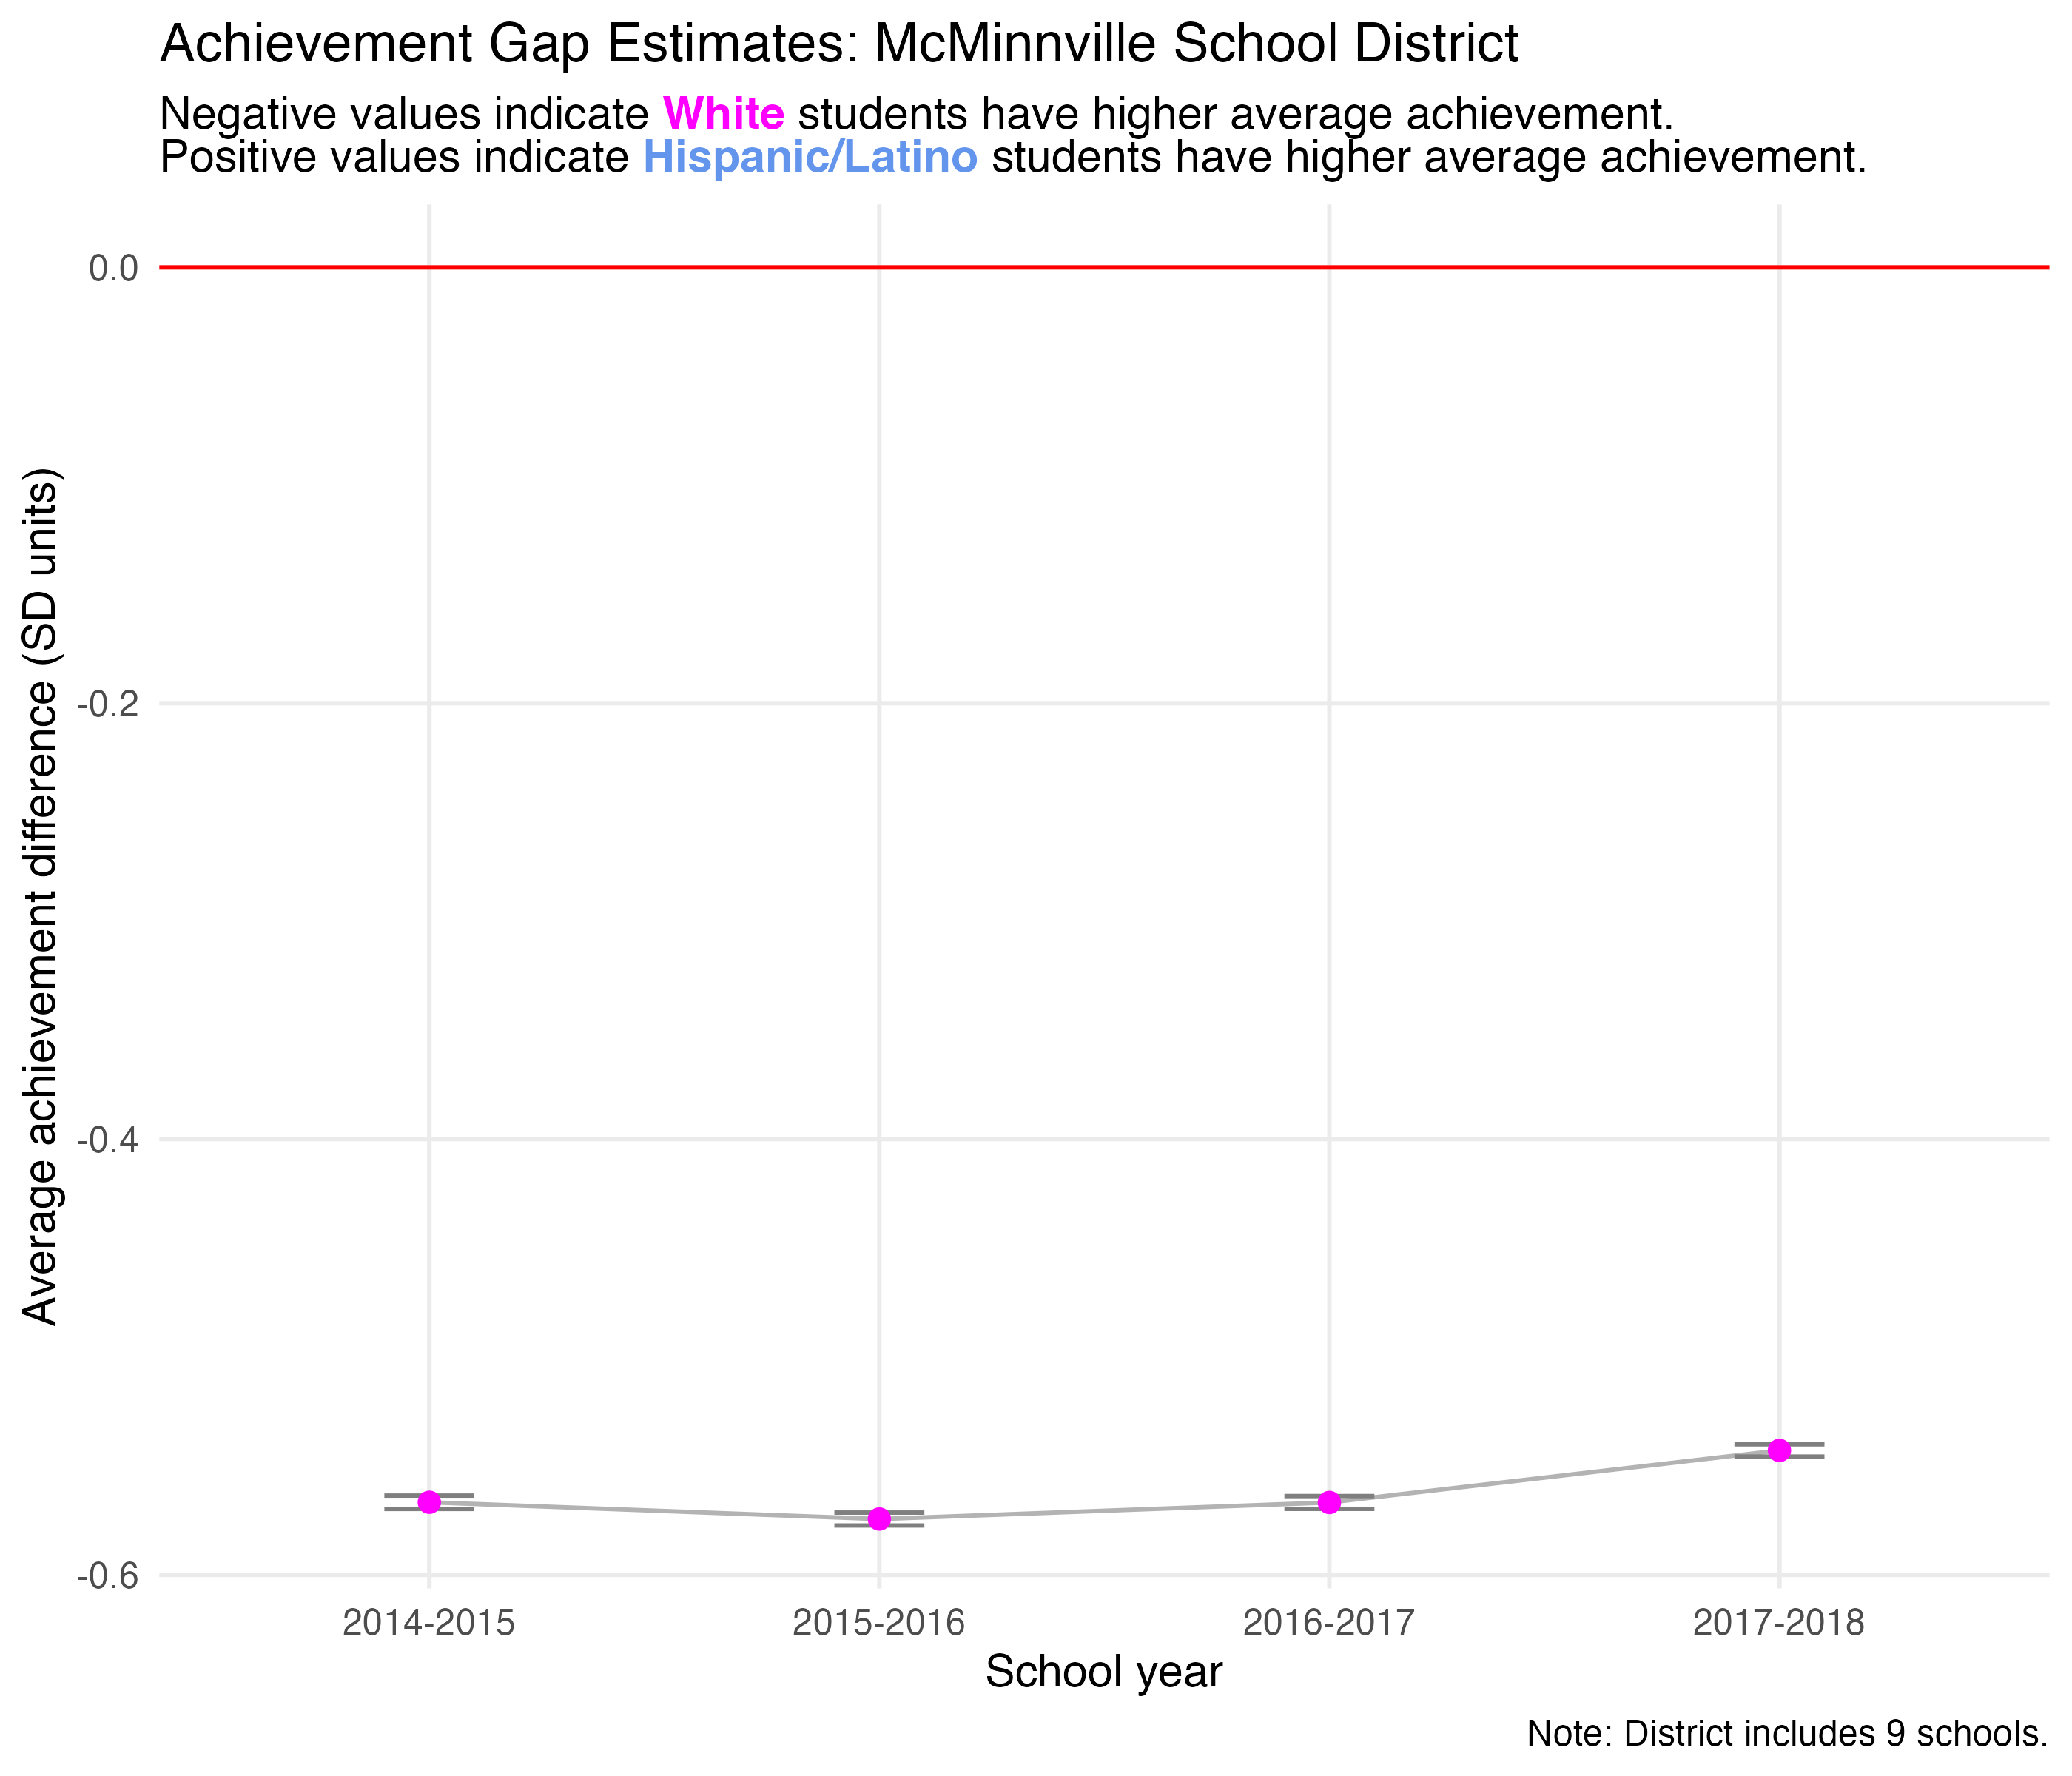 Achievement Gap Estimates: McMinnville School District
Negative values indicate White students have higher average achievement.
Positive values indicate Hispanic/Latino students have higher average achievement.
Average achievement difference (SD units)
0.0
-0.2
-0.4
-0.6
2014-2015 2015-2016 2016-2017 2017-2018
School year
Note: District includes 9 schools.